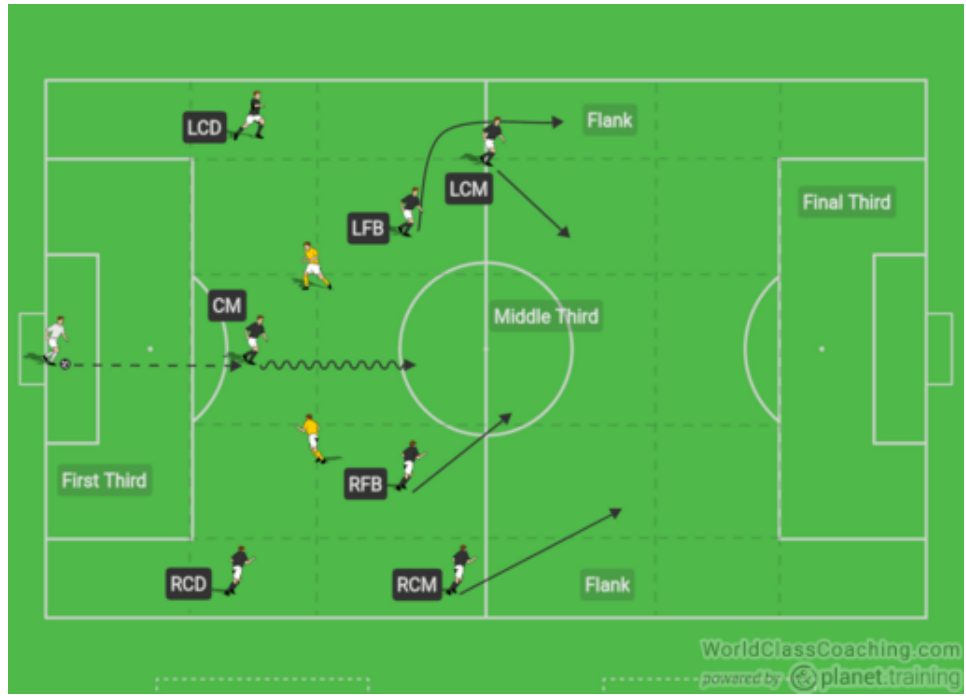 Flank
LCD
LCM
Final Third
LFB
CM
Middle Third
First Third
RFB
RCD
RCM
Flank
WorldClassCoaching.com
powered by planet.training